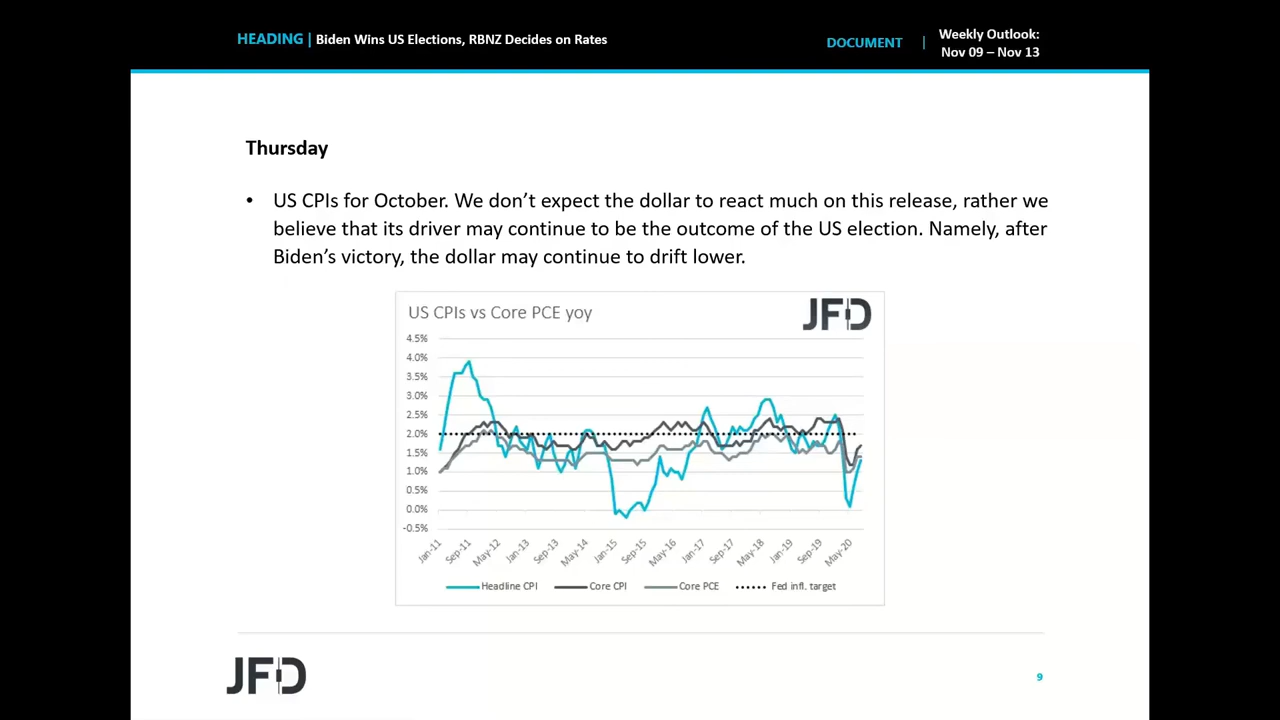 HEADING | Biden Wins US Elections, RBNZ Decides on Rates
DOCUMENT | Weekly Outlook:
Nov 09 – Nov 13
Thursday
• US CPIs for October. We don’t expect the dollar to react much on this release, rather we
believe that its driver may continue to be the outcome of the US election. Namely, after
Biden’s victory, the dollar may continue to drift lower.
US CPIs vs Core PCE yoy
JFD
4.5%
4.0%
3.5%
3.0%
2.5%
2.0%
1.5%
1.0%
0.5%
0.0%
-0.5%
Jan-11 Sep-11 May-12 Jan-13 Sep-13 May-14 Jan-15 Sep-15 May-16 Jan-17 Sep-17 May-18 Jan-19 Sep-19 May-20
Headline CPI Core CPI Core PCE Fed infl. target
JFD
9